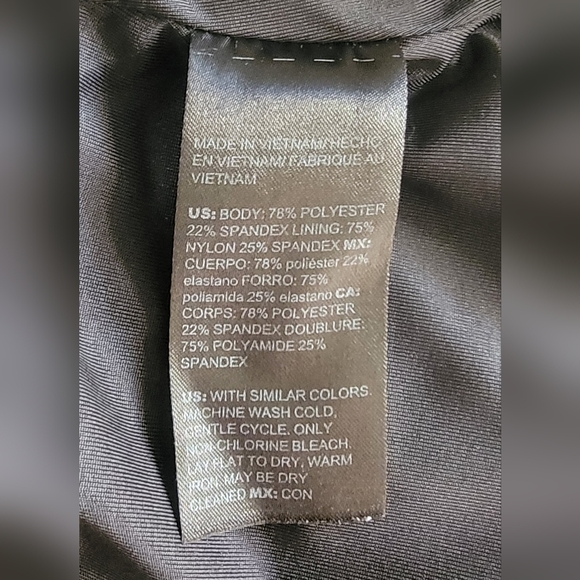 MADE IN VIETNAM/ HECHO
EN VIETNAM/ FABRIQUE AU
VIETNAM
US: BODY: 78% POLYESTER
22% SPANDEX LINING: 75%
NYLON 25% SPANDEX MX:
CUERPO: 78% poliéster 22%
elastano FORRO: 75%
poliamida 25% elastano CA:
CORPS: 78% POLYESTER
22% SPANDEX DOUBLURE:
75% POLYAMIDE 25%
SPANDEX
US: WITH SIMILAR COLORS.
MACHINE WASH COLD,
GENTLE CYCLE. ONLY
NON CHLORINE BLEACH.
LAY FLAT TO DRY, WARM
IRON, MAY BE DRY
CLEANED MX: CON